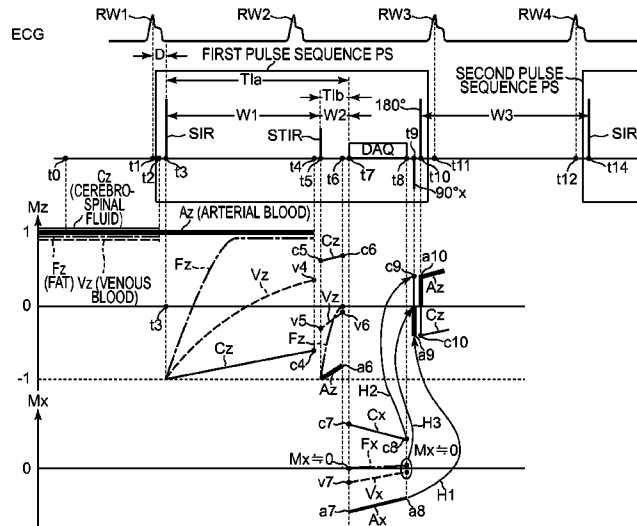 RW1 RW2 RW3 RW4
ECG
D FIRST PULSE SEQUENCE PS
TIa SECOND PULSE SEQUENCE PS
TIb
W1 W2 180° W3
SIR STIR DAQ t9 SIR
t0 t1 t2 t3 t4 t5 t6 t7 t8 t10 t11 t12 t14
90°x
Cz (CEREBRO-SPINAL FLUID)
Az (ARTERIAL BLOOD)
Mz
1
Fz (FAT) Vz (VENOUS BLOOD)
Fz Vz v4 c5 Cz c6 c9 a10
Az
0
t3 v5 Vz v6 Cz
Fz a9 c10
Cz c4 a6
-1
Az
Mx H2
c7 Cx H3
c8
Mx≒0 Fx Mx≒0
0
v7 Vx H1
a7 Ax a8